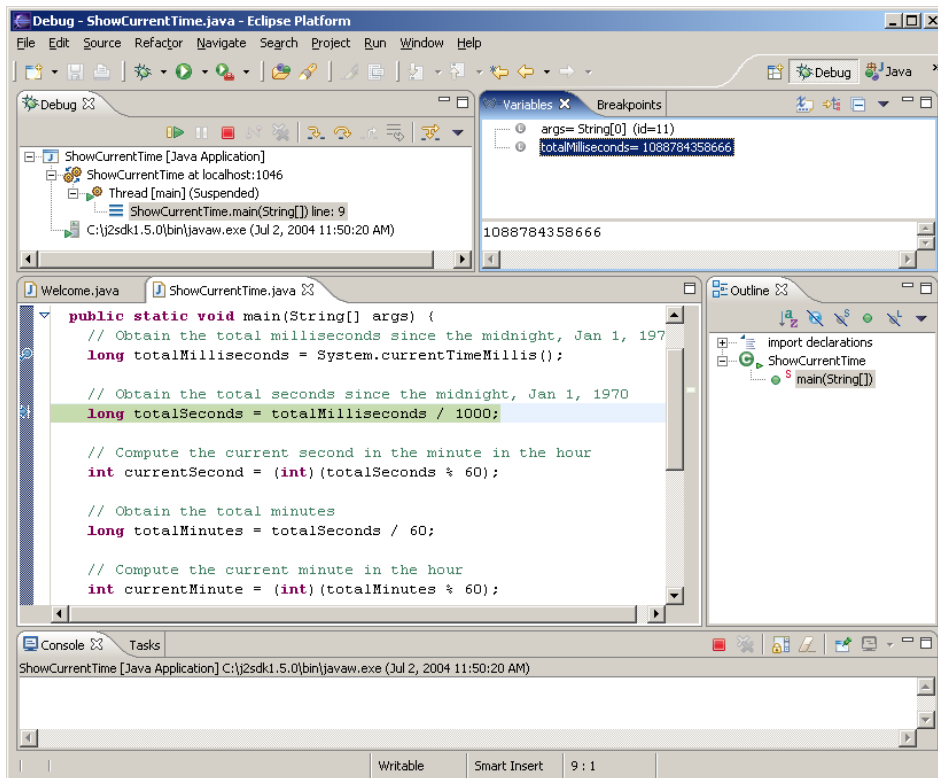 Debug - ShowCurrentTime.java - Eclipse Platform
File Edit Source Refactor Navigate Search Project Run Window Help
Debug Java
Debug
ShowCurrentTime [Java Application]
ShowCurrentTime at localhost:1046
Thread [main] (Suspended)
ShowCurrentTime.main(String[]) line: 9
C:\j2sdk1.5.0\bin\javaw.exe (Jul 2, 2004 11:50:20 AM)
Variables Breakpoints
args= String[0] (id=11)
totalMilliseconds= 1088784358666
1088784358666
Welcome.java ShowCurrentTime.java
public static void main(String[] args) {
// Obtain the total milliseconds since the midnight, Jan 1, 197
long totalMilliseconds = System.currentTimeMillis();
// Obtain the total seconds since the midnight, Jan 1, 1970
long totalSeconds = totalMilliseconds / 1000;
// Compute the current second in the minute in the hour
int currentSecond = (int)(totalSeconds % 60);
// Obtain the total minutes
long totalMinutes = totalSeconds / 60;
// Compute the current minute in the hour
int currentMinute = (int)(totalMinutes % 60);
Outline
import declarations
ShowCurrentTime
main(String[])
Console Tasks
ShowCurrentTime [Java Application] C:\j2sdk1.5.0\bin\javaw.exe (Jul 2, 2004 11:50:20 AM)
Writable Smart Insert 9 : 1